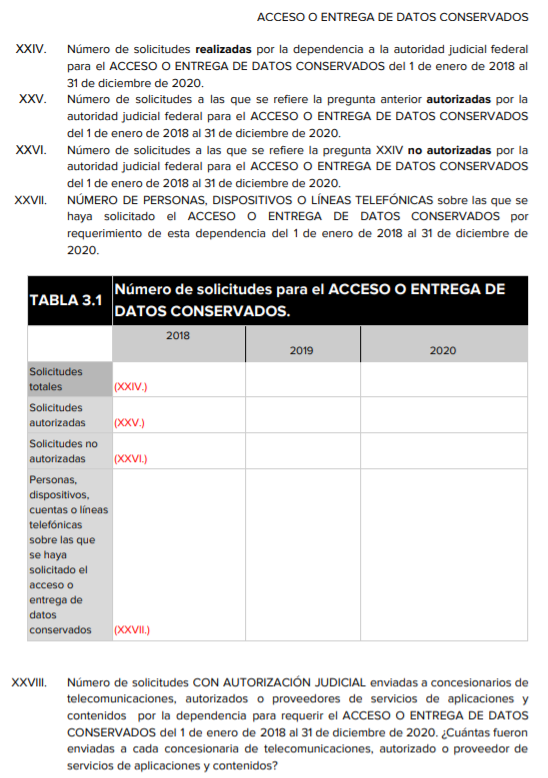 ACCESO O ENTREGA DE DATOS CONSERVADOS
XXIV. Número de solicitudes realizadas por la dependencia a la autoridad judicial federal
para el ACCESO O ENTREGA DE DATOS CONSERVADOS del 1 de enero de 2018 al
31 de diciembre de 2020.
XXV. Número de solicitudes a las que se refiere la pregunta anterior autorizadas por la
autoridad judicial federal para el ACCESO O ENTREGA DE DATOS CONSERVADOS
del 1 de enero de 2018 al 31 de diciembre de 2020.
XXVI. Número de solicitudes a las que se refiere la pregunta XXIV no autorizadas por la
autoridad judicial federal para el ACCESO O ENTREGA DE DATOS CONSERVADOS
del 1 de enero de 2018 al 31 de diciembre de 2020.
XXVII. NÚMERO DE PERSONAS, DISPOSITIVOS O LÍNEAS TELEFÓNICAS sobre las que se
haya solicitado el ACCESO O ENTREGA DE DATOS CONSERVADOS por
requerimiento de esta dependencia del 1 de enero de 2018 al 31 de diciembre de
2020.
TABLA 3.1
Número de solicitudes para el ACCESO O ENTREGA DE
DATOS CONSERVADOS.
2018
2019
2020
Solicitudes
totales
(XXIV.)
Solicitudes
autorizadas
(XXV.)
Solicitudes no
autorizadas
(XXVI.)
Personas,
dispositivos,
cuentas o líneas
telefónicas
sobre las que
se haya
solicitado el
acceso o
entrega de
datos
conservados
(XXVII.)
XXVIII. Número de solicitudes CON AUTORIZACIÓN JUDICIAL enviadas a concesionarios de
telecomunicaciones, autorizados o proveedores de servicios de aplicaciones y
contenidos por la dependencia para requerir el ACCESO O ENTREGA DE DATOS
CONSERVADOS del 1 de enero de 2018 al 31 de diciembre de 2020. ¿Cuántas fueron
enviadas a cada concesionaria de telecomunicaciones, autorizado o proveedor de
servicios de aplicaciones y contenidos?